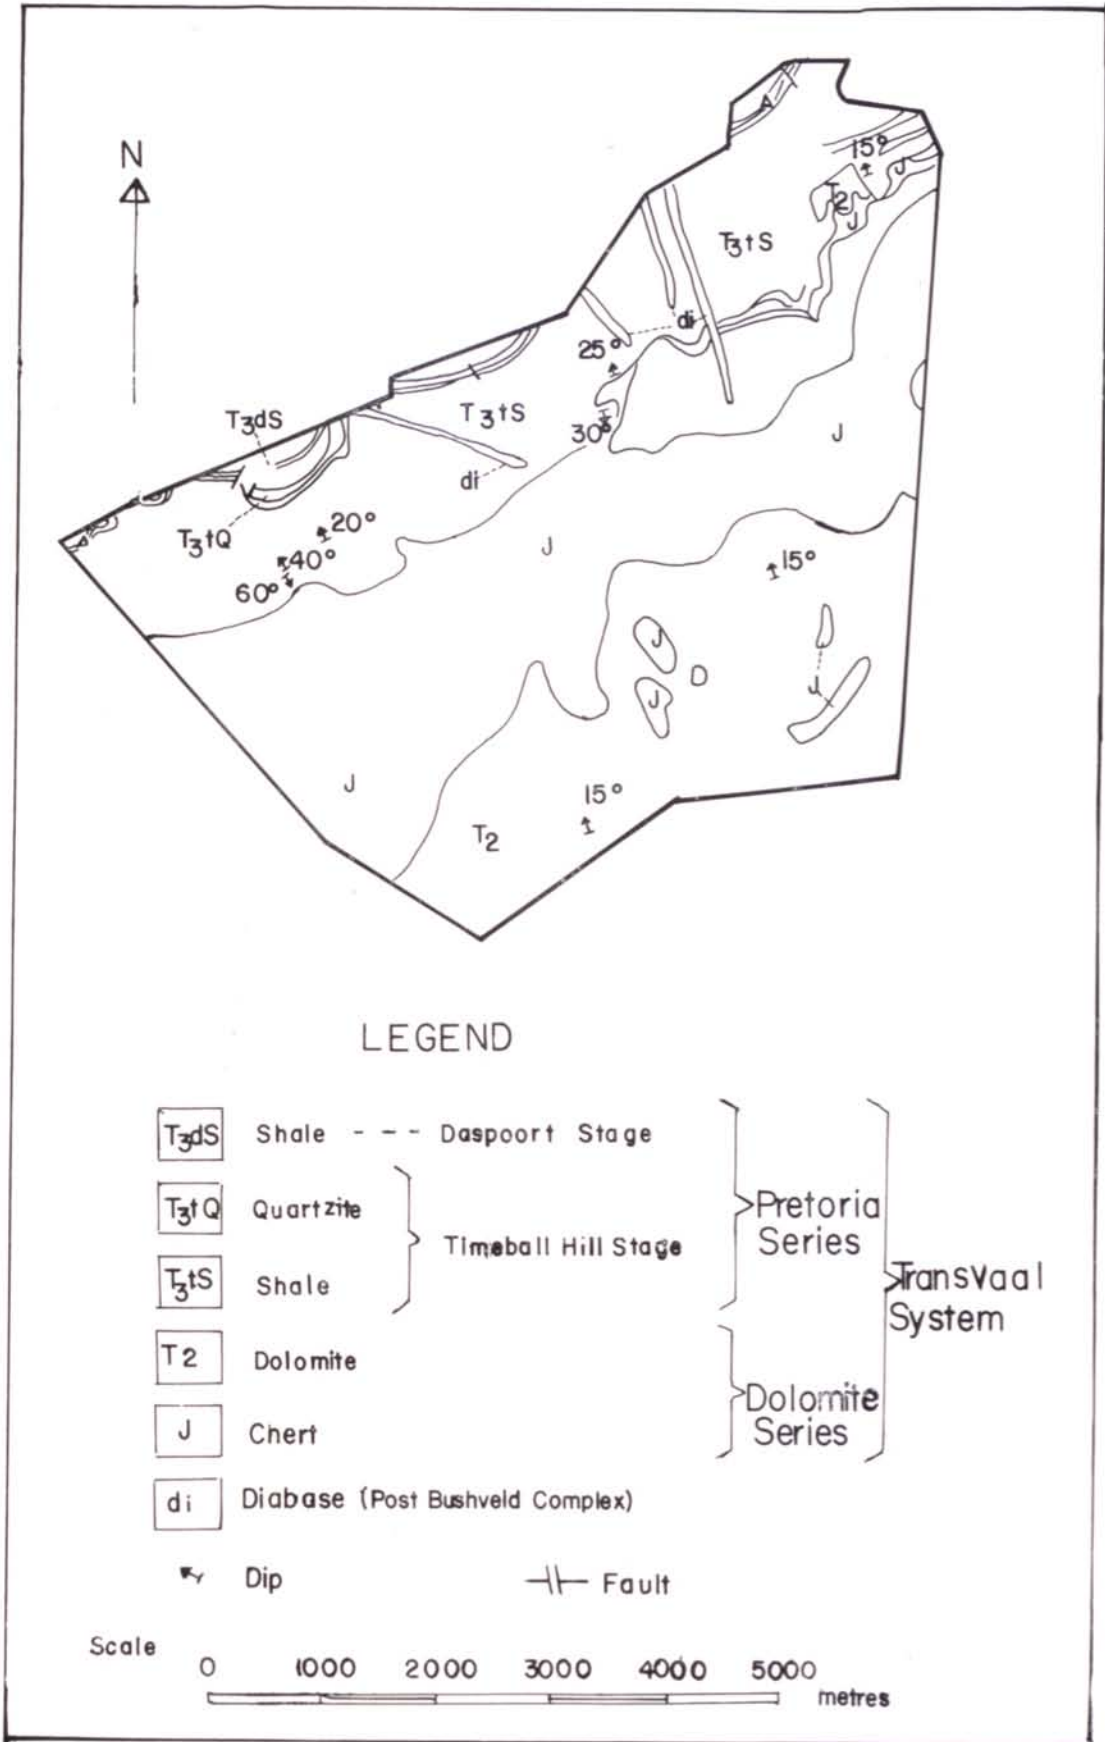 N
A
15°
J
T2
J
T3tS
di
25°
T3dS
T3tS
30°
J
di
T3tQ
20°
J
40°
15°
60°
J
D
J
J
J
15°
T2
LEGEND
T3dS Shale - - - Daspoort Stage
T3tQ Quartzite
Timeball Hill Stage
T3tS Shale
Pretoria
Series
T2 Dolomite
J Chert
Dolomite
Series
TransVaal
System
di Diabase (Post Bushveld Complex)
Dip
Fault
Scale
0 1000 2000 3000 4000 5000
metres